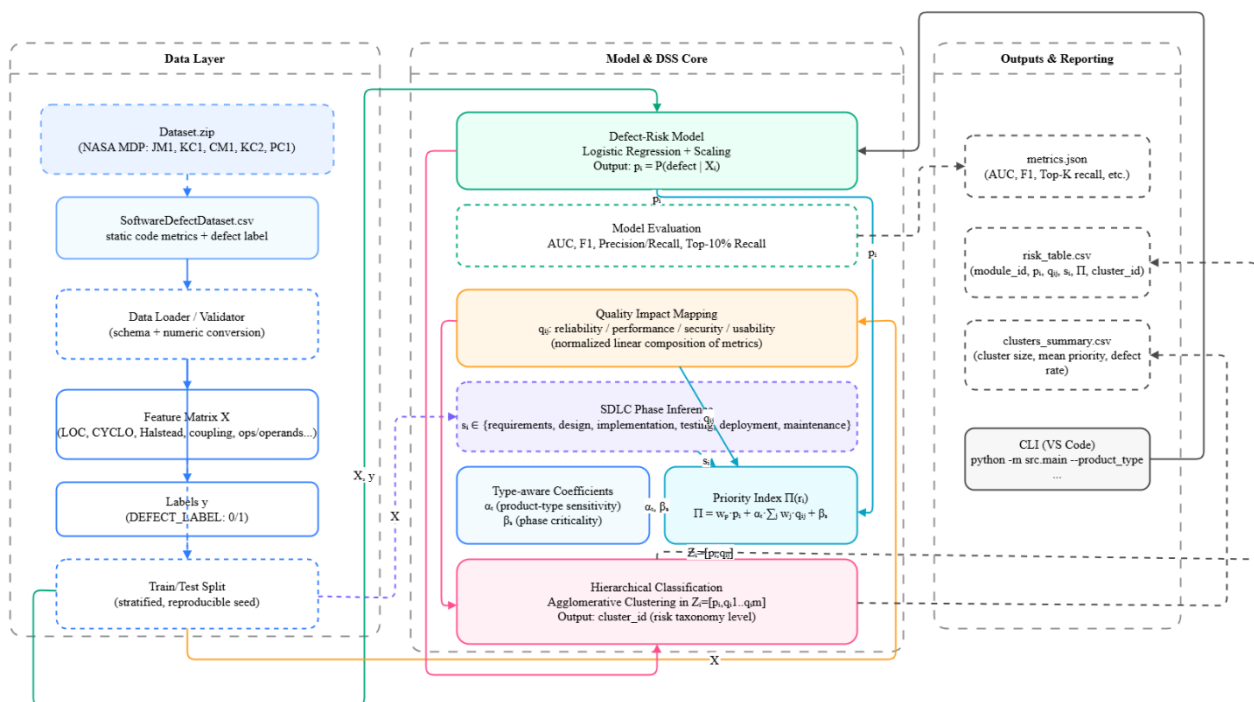 Data Layer
Dataset.zip
(NASA MDP: JM1, KC1, CM1, KC2, PC1)
SoftwareDefectDataset.csv
static code metrics + defect label
Data Loader / Validator
(schema + numeric conversion)
Feature Matrix X
(LOC, CYCLO, Halstead, coupling, ops/operands...)
Labels y
(DEFECT_LABEL: 0/1)
Train/Test Split
(stratified, reproducible seed)
X, y
X
X
Model & DSS Core
Defect-Risk Model
Logistic Regression + Scaling
Output: pᵢ = P(defect | Xᵢ)
pᵢ
Model Evaluation
AUC, F1, Precision/Recall, Top-10% Recall
pᵢ
Quality Impact Mapping
qᵢⱼ: reliability / performance / security / usability
(normalized linear composition of metrics)
SDLC Phase Inference
sᵢ ∈ {requirements, design, implementation, testing, deployment, maintenance}
qᵢⱼ
sᵢ
Type-aware Coefficients
αₜ (product-type sensitivity)
βₛ (phase criticality)
αₜ, βₛ
Priority Index Π(rᵢ)
Π = wₚ·pᵢ + αₜ·∑ⱼ wⱼ·qᵢⱼ + βₛ
Zᵢ=[pᵢ,qᵢⱼ]
Hierarchical Classification
Agglomerative Clustering in Zᵢ=[pᵢ,qᵢ1..qᵢm]
Output: cluster_id (risk taxonomy level)
Outputs & Reporting
metrics.json
(AUC, F1, Top-K recall, etc.)
risk_table.csv
(module_id, pᵢ, qᵢⱼ, sᵢ, Π, cluster_id)
clusters_summary.csv
(cluster size, mean priority, defect
rate)
CLI (VS Code)
python -m src.main --product_type
...